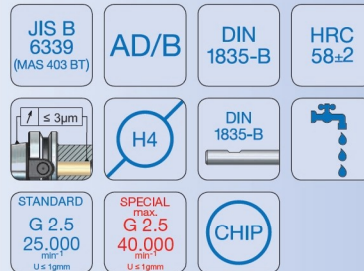 JIS B
6339
(MAS 403 BT)
AD/B
DIN
1835-B
HRC
58±2
↗ ≤ 3µm
H4
DIN
1835-B
STANDARD
G 2.5
25.000
min⁻¹
U ≤ 1gmm
SPECIAL
max.
G 2.5
40.000
min⁻¹
U ≤ 1gmm
CHIP